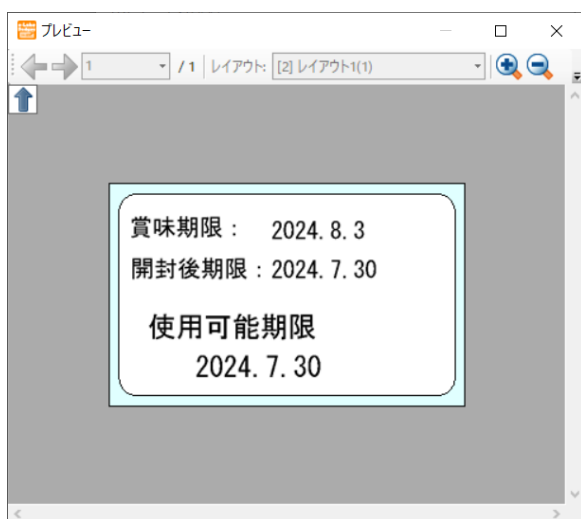 プレビュー
1 / 1 レイアウト: [2] レイアウト1(1)
賞味期限： 2024. 8. 3
開封後期限：2024. 7. 30
使用可能期限
2024. 7. 30